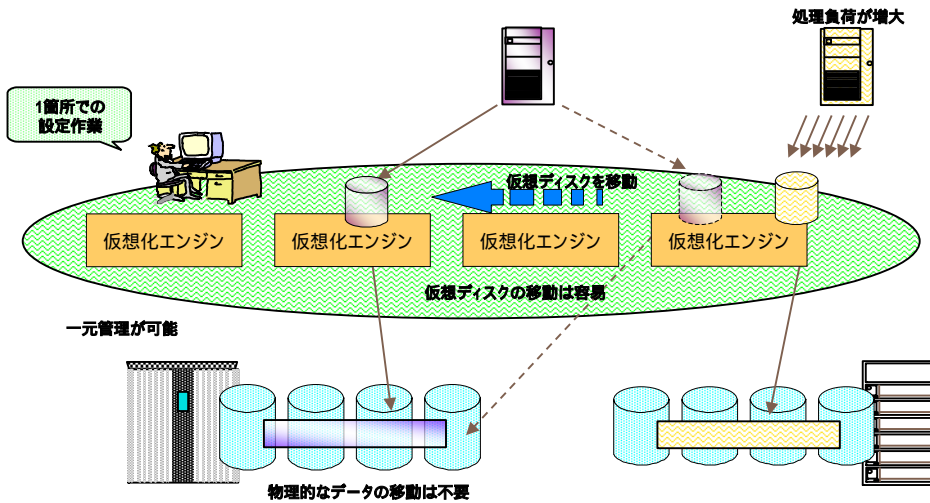 処理負荷が増大
1箇所での
設定作業
仮想ディスクを移動
仮想化エンジン
仮想化エンジン
仮想化エンジン
仮想化エンジン
仮想ディスクの移動は容易
一元管理が可能
物理的なデータの移動は不要